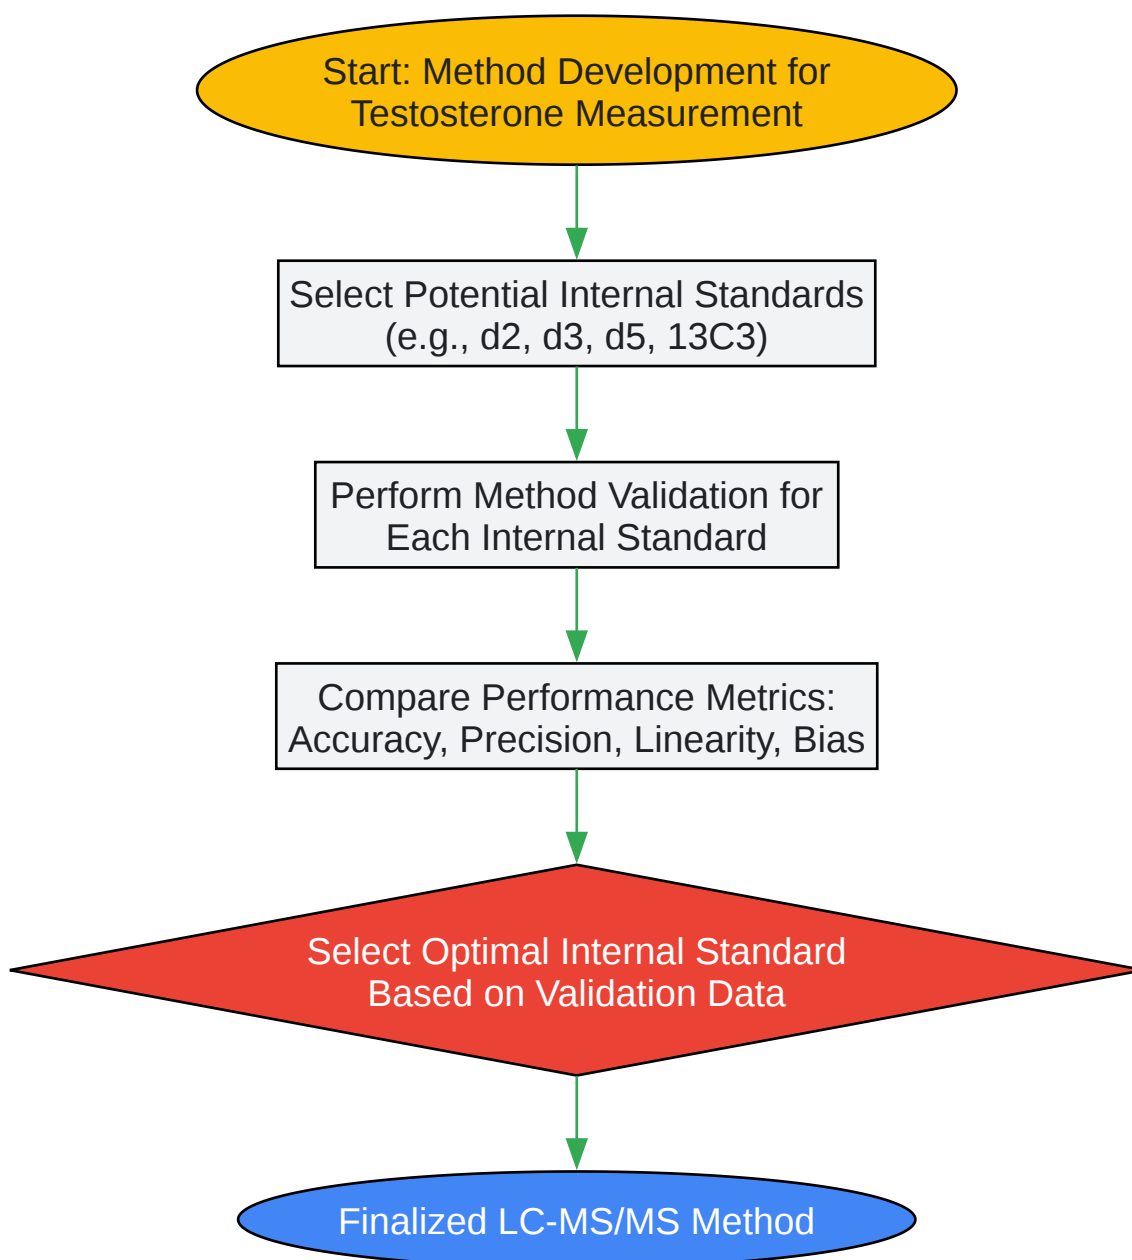 Start: Method Development for
Testosterone Measurement
Select Potential Internal Standards
(e.g., d2, d3, d5, 13C3)
Perform Method Validation for
Each Internal Standard
Compare Performance Metrics:
Accuracy, Precision, Linearity, Bias
Select Optimal Internal Standard
Based on Validation Data
Finalized LC-MS/MS Method